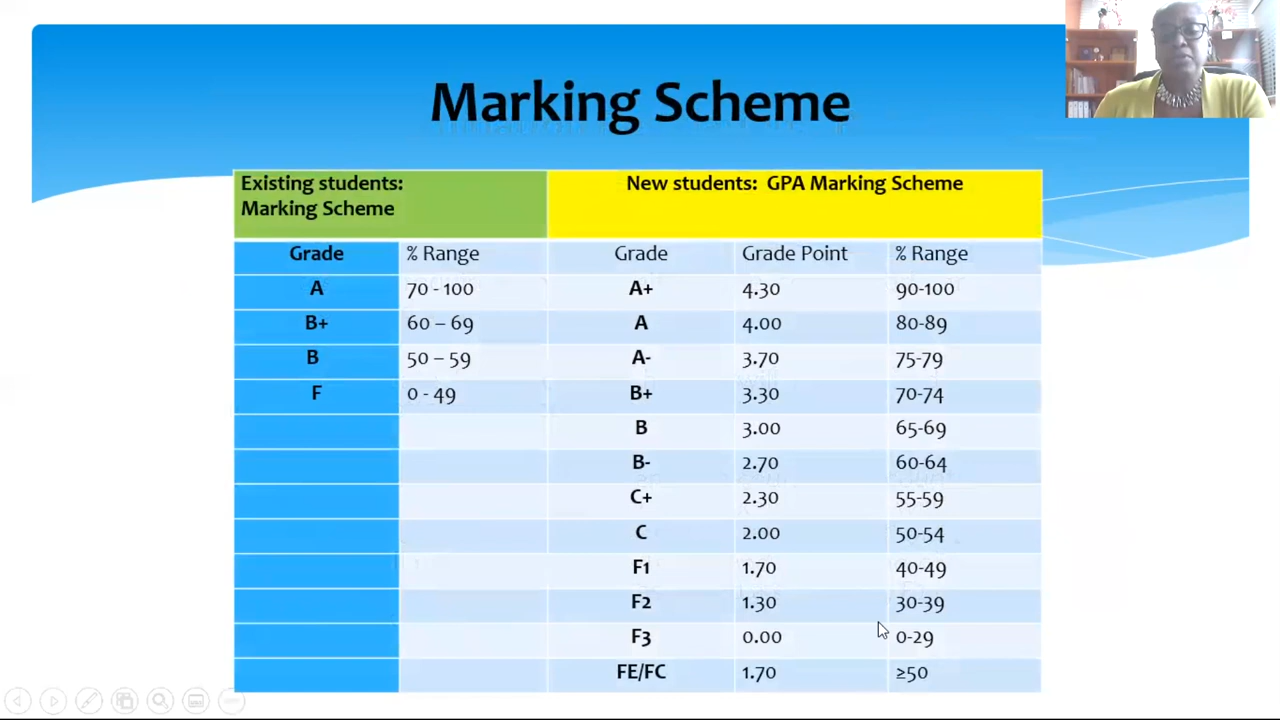 Marking Scheme
Existing students:
Marking Scheme
New students: GPA Marking Scheme
Grade % Range Grade Grade Point % Range
A 70 - 100 A+ 4.30 90-100
B+ 60 – 69 A 4.00 80-89
B 50 – 59 A- 3.70 75-79
F 0 - 49 B+ 3.30 70-74
B 3.00 65-69
B- 2.70 60-64
C+ 2.30 55-59
C 2.00 50-54
F1 1.70 40-49
F2 1.30 30-39
F3 0.00 0-29
FE/FC 1.70 ≥50